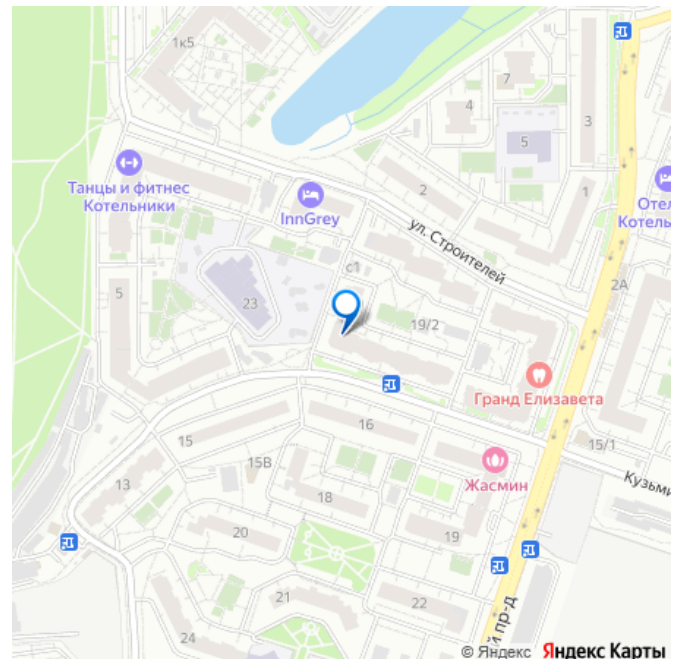 1к5
7
4
3
5
Танцы и фитнес
Котельники
InnGrey
2
1
Отел
Котель
ул. Строителей
с1
2А
5
23
19/2
Гранд Елизавета
16
15
15/1
15В
Жасмин
Кузьми
13
18
20
19
21
22
й пр-д
24
© Яндекс Яндекс Карты